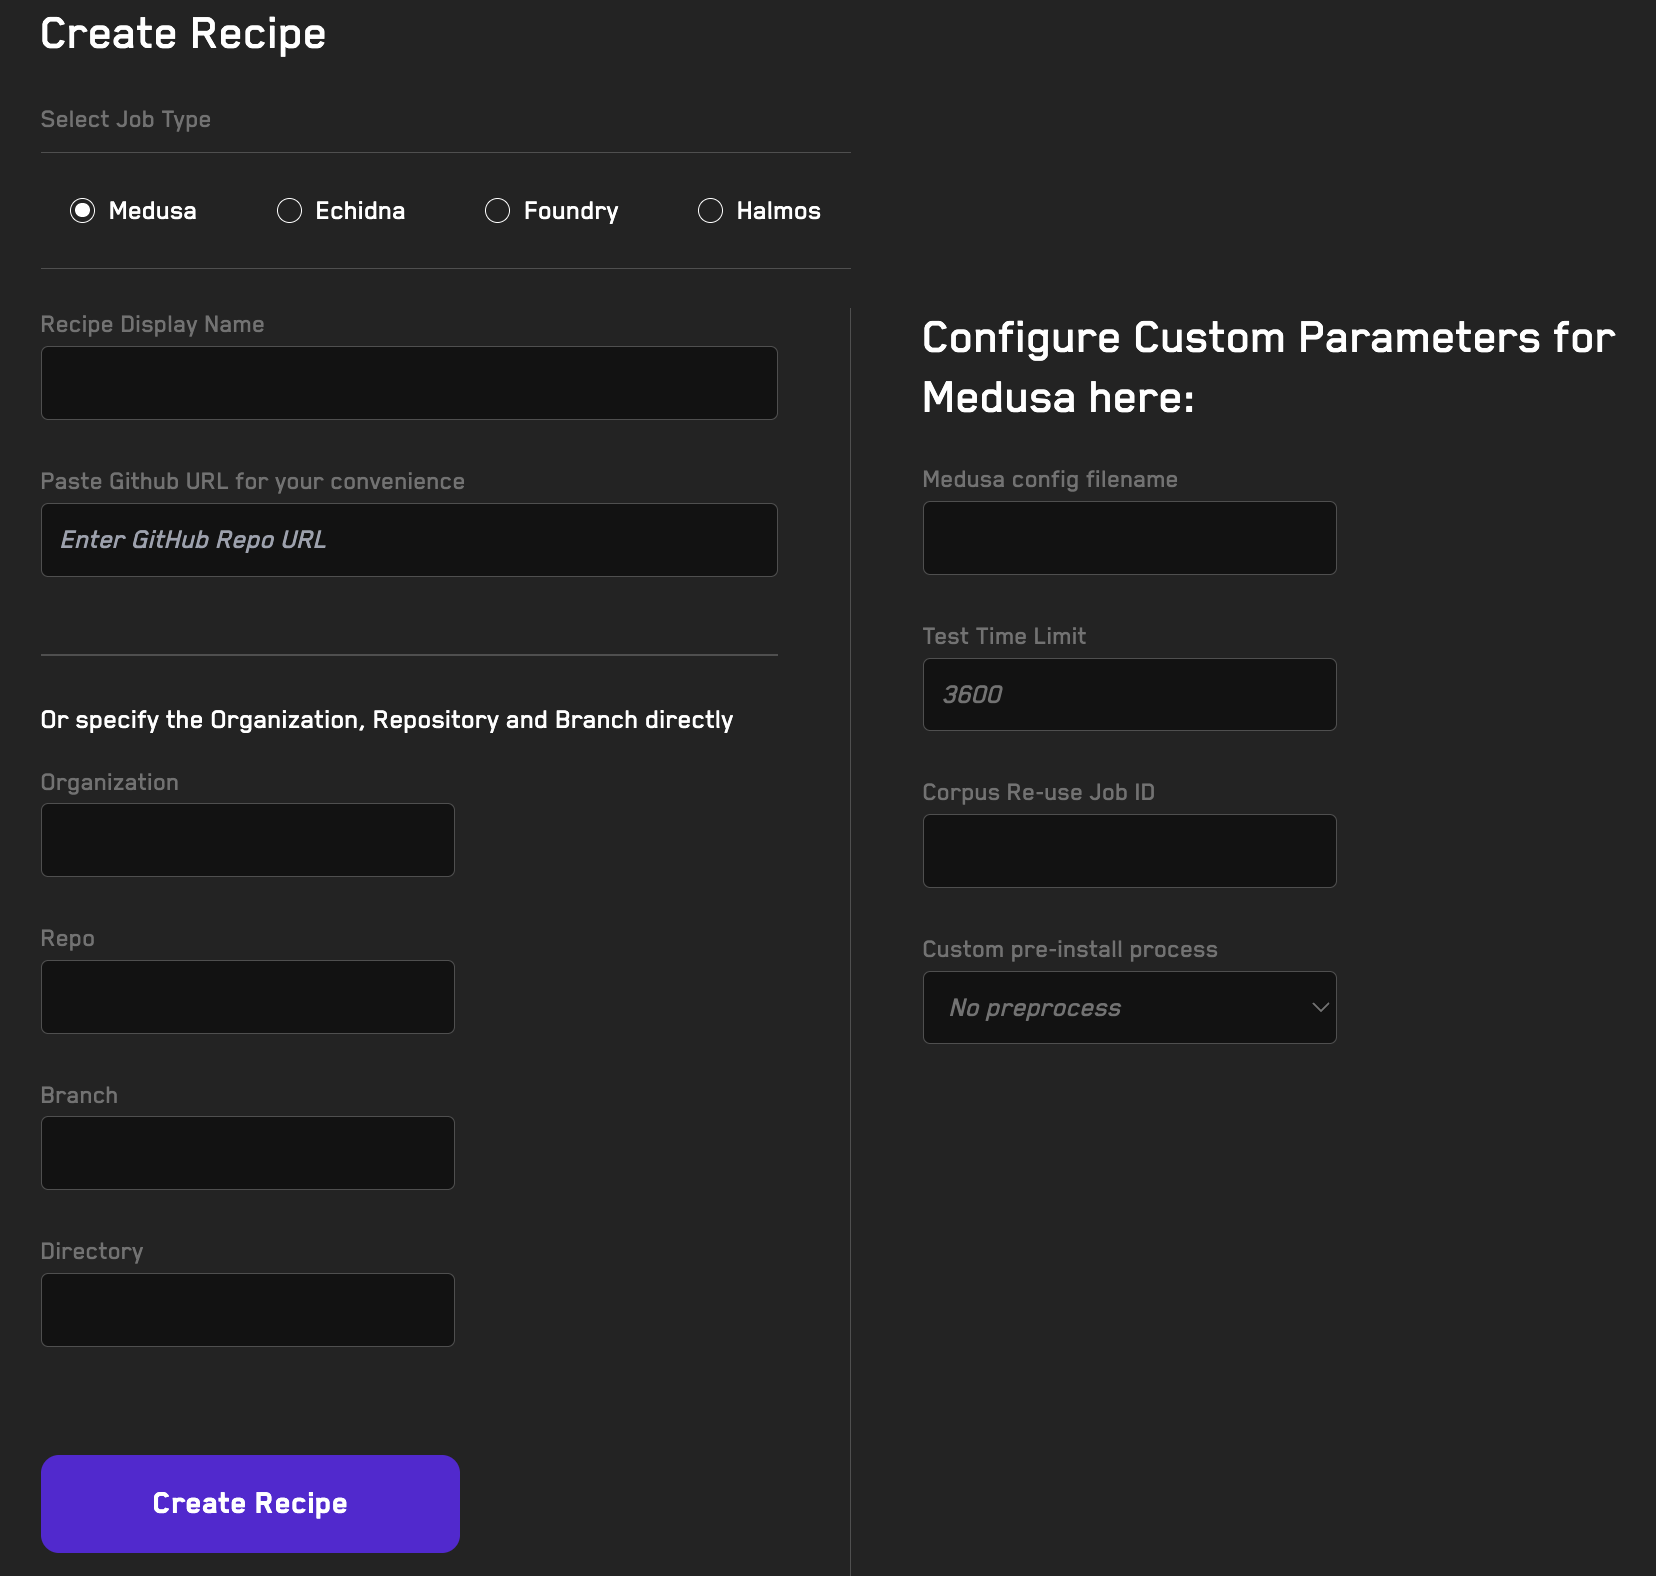 Create Recipe
Select Job Type
Medusa
Echidna
Foundry
Halmos
Recipe Display Name
Paste Github URL for your convenience
Enter GitHub Repo URL
Or specify the Organization, Repository and Branch directly
Organization
Repo
Branch
Directory
Create Recipe
Configure Custom Parameters for
Medusa here:
Medusa config filename
Test Time Limit
3600
Corpus Re-use Job ID
Custom pre-install process
No preprocess